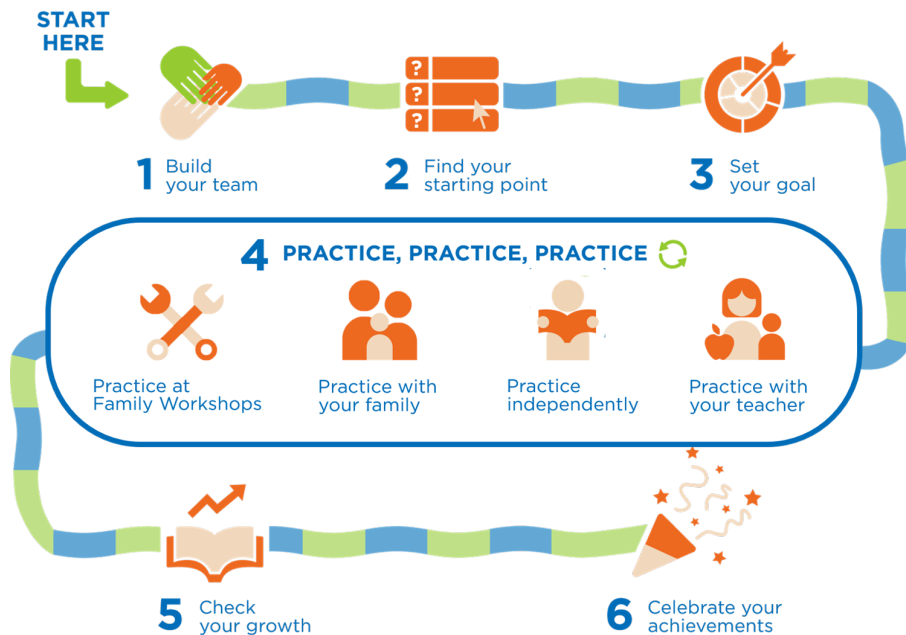 START
HERE
1 Build
your team
2 Find your
starting point
3 Set
your goal
4 PRACTICE, PRACTICE, PRACTICE
Practice at
Family Workshops
Practice with
your family
Practice
independently
Practice with
your teacher
5 Check
your growth
6 Celebrate your
achievements
? 
?
?